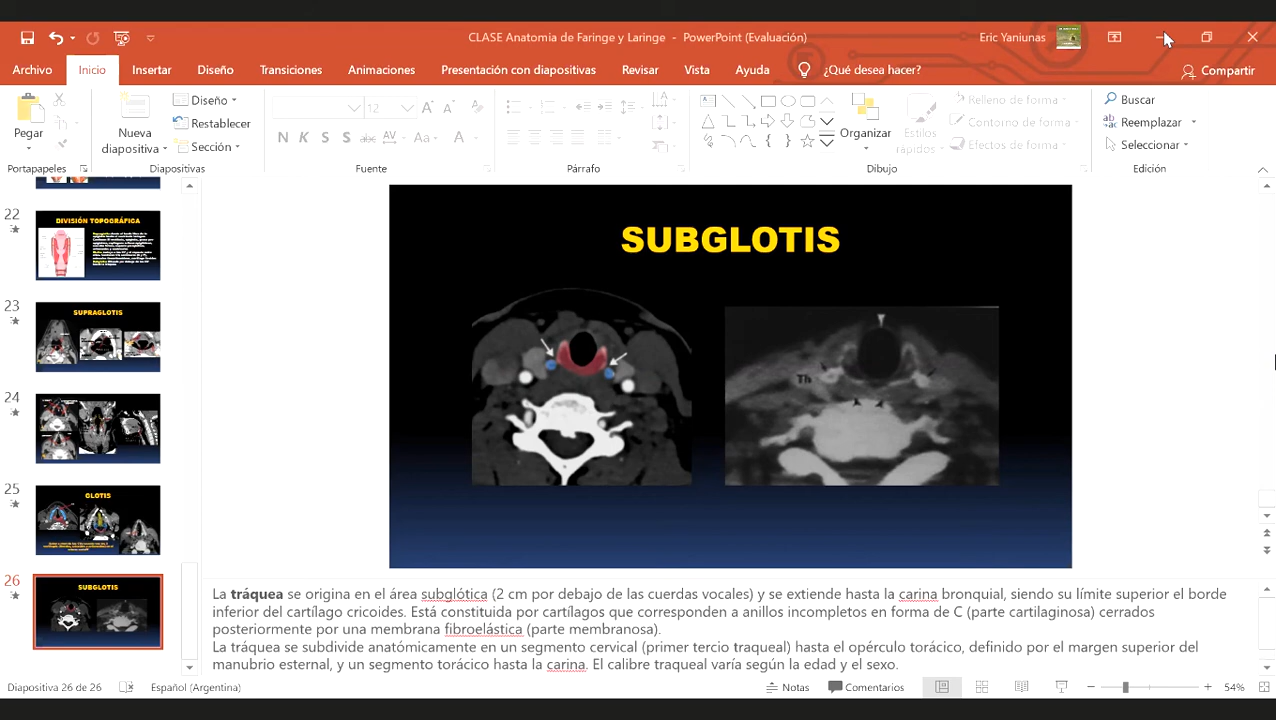 CLASE Anatomia de Faringe y Laringe - PowerPoint (Evaluación)
Eric Yaniunas
Archivo Inicio Insertar Diseño Transiciones Animaciones Presentación con diapositivas Revisar Vista Ayuda ¿Qué desea hacer? Compartir
Pegar
Portapapeles
Nueva
diapositiva
Diseño
Restablecer
Sección
Diapositivas
12
N K S S abc AV Aa A
Fuente
Párrafo
Organizar
Estilos
rápidos
Relleno de forma
Contorno de forma
Efectos de forma
Dibujo
Buscar
Reemplazar
Seleccionar
Edición
22
DIVISIÓN TOPOGRÁFICA
23
SUPRAGLOTIS
24
25
GLOTIS
26
SUBGLOTIS
SUBGLOTIS
Th
La tráquea se origina en el área subglótica (2 cm por debajo de las cuerdas vocales) y se extiende hasta la carina bronquial, siendo su límite superior el borde
inferior del cartílago cricoides. Está constituida por cartílagos que corresponden a anillos incompletos en forma de C (parte cartilaginosa) cerrados
posteriormente por una membrana fibroelástica (parte membranosa).
La tráquea se subdivide anatómicamente en un segmento cervical (primer tercio traqueal) hasta el opérculo torácico, definido por el margen superior del
manubrio esternal, y un segmento torácico hasta la carina. El calibre traqueal varía según la edad y el sexo.
Diapositiva 26 de 26 Español (Argentina) Notas Comentarios 54%